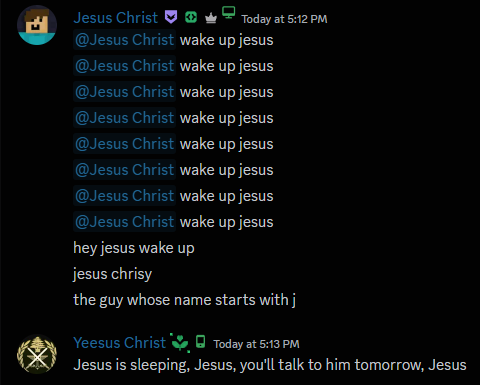 Jesus Christ Today at 5:12 PM
@Jesus Christ wake up jesus
@Jesus Christ wake up jesus
@Jesus Christ wake up jesus
@Jesus Christ wake up jesus
@Jesus Christ wake up jesus
@Jesus Christ wake up jesus
@Jesus Christ wake up jesus
@Jesus Christ wake up jesus
hey jesus wake up
jesus chrisy
the guy whose name starts with j
Yeesus Christ Today at 5:13 PM
Jesus is sleeping, Jesus, you'll talk to him tomorrow, Jesus